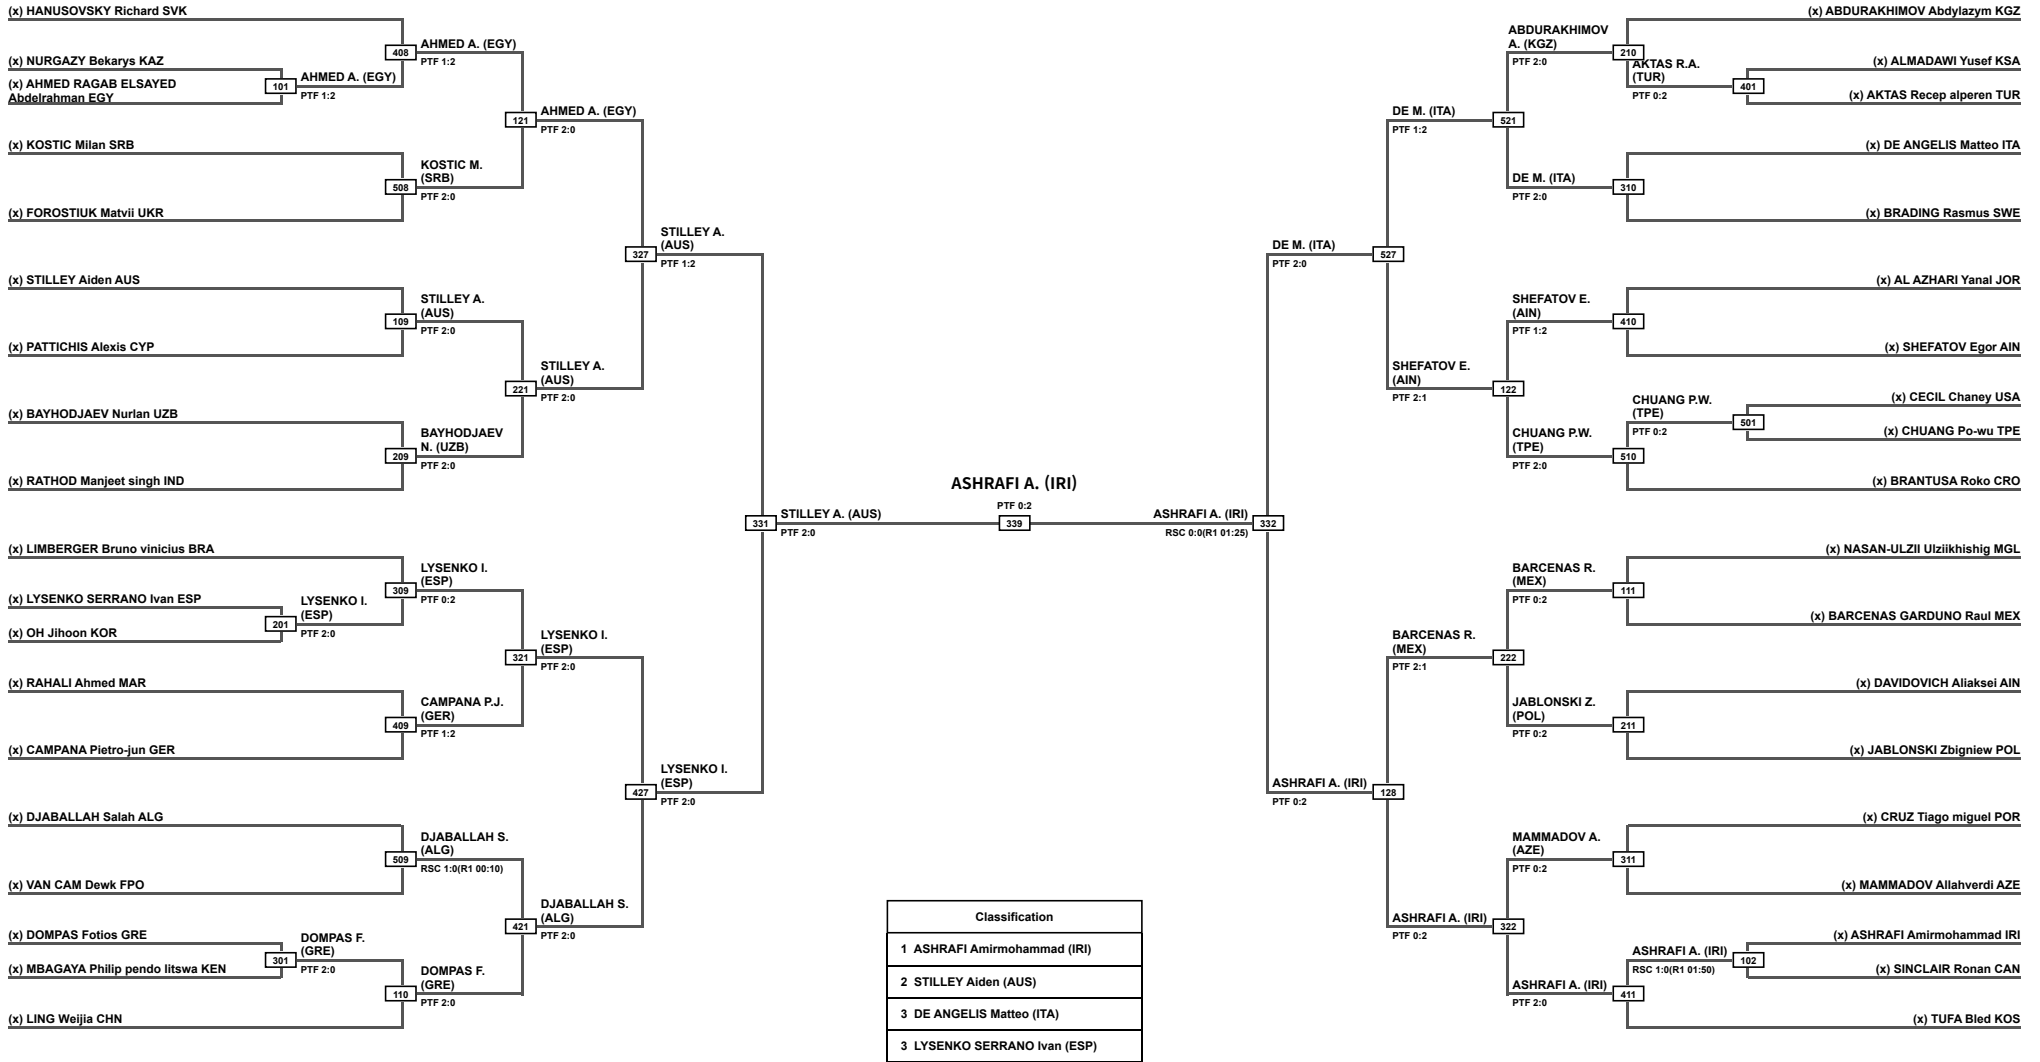 (x) HANUSOVSKY Richard SVK
(x) NURGAZY Bekarys KAZ
(x) AHMED RAGAB ELSAYED
Abdelrahman EGY
(x) KOSTIC Milan SRB
(x) FOROSTIUK Matvii UKR
(x) STILLEY Aiden AUS
(x) PATTICHIS Alexis CYP
(x) BAYHODJAEV Nurlan UZB
(x) RATHOD Manjeet singh IND
(x) LIMBERGER Bruno vinicius BRA
(x) LYSENKO SERRANO Ivan ESP
(x) OH Jihoon KOR
(x) RAHALI Ahmed MAR
(x) CAMPANA Pietro-jun GER
(x) DJABALLAH Salah ALG
(x) VAN CAM Dewk FPO
(x) DOMPAS Fotios GRE
(x) MBAGAYA Philip pendo litswa KEN
(x) LING Weijia CHN
101
AHMED A. (EGY)
PTF 1:2
201
LYSENKO I.
(ESP)
PTF 2:0
301
DOMPAS F.
(GRE)
PTF 2:0
408
AHMED A. (EGY)
PTF 1:2
508
KOSTIC M.
(SRB)
PTF 2:0
109
STILLEY A.
(AUS)
PTF 2:0
209
BAYHODJAEV
N. (UZB)
PTF 2:0
309
LYSENKO I.
(ESP)
PTF 0:2
409
CAMPANA P.J.
(GER)
PTF 1:2
509
DJABALLAH S.
(ALG)
RSC 1:0(R1 00:10)
110
DOMPAS F.
(GRE)
PTF 2:0
121
AHMED A. (EGY)
PTF 2:0
221
STILLEY A.
(AUS)
PTF 2:0
321
LYSENKO I.
(ESP)
PTF 2:0
421
DJABALLAH S.
(ALG)
PTF 2:0
327
STILLEY A.
(AUS)
PTF 1:2
427
LYSENKO I.
(ESP)
PTF 2:0
331
STILLEY A. (AUS)
PTF 2:0
ASHRAFI A. (IRI)
PTF 0:2
339
ASHRAFI A. (IRI)
RSC 0:0(R1 01:25)
332
DE M. (ITA)
PTF 2:0
527
ASHRAFI A. (IRI)
PTF 0:2
128
DE M. (ITA)
PTF 1:2
521
SHEFATOV E.
(AIN)
PTF 2:1
122
BARCENAS R.
(MEX)
PTF 2:1
222
ASHRAFI A. (IRI)
PTF 0:2
322
ABDURAKHIMOV
A. (KGZ)
PTF 2:0
210
DE M. (ITA)
PTF 2:0
310
SHEFATOV E.
(AIN)
PTF 1:2
410
CHUANG P.W.
(TPE)
PTF 2:0
510
BARCENAS R.
(MEX)
PTF 0:2
111
JABLONSKI Z.
(POL)
PTF 0:2
211
MAMMADOV A.
(AZE)
PTF 0:2
311
ASHRAFI A. (IRI)
PTF 2:0
411
AKTAS R.A.
(TUR)
PTF 0:2
401
CHUANG P.W.
(TPE)
PTF 0:2
501
ASHRAFI A. (IRI)
RSC 1:0(R1 01:50)
102
(x) ABDURAKHIMOV Abdylazym KGZ
(x) ALMADAWI Yusef KSA
(x) AKTAS Recep alperen TUR
(x) DE ANGELIS Matteo ITA
(x) BRADING Rasmus SWE
(x) AL AZHARI Yanal JOR
(x) SHEFATOV Egor AIN
(x) CECIL Chaney USA
(x) CHUANG Po-wu TPE
(x) BRANTUSA Roko CRO
(x) NASAN-ULZII Ulziikhishig MGL
(x) BARCENAS GARDUNO Raul MEX
(x) DAVIDOVICH Aliaksei AIN
(x) JABLONSKI Zbigniew POL
(x) CRUZ Tiago miguel POR
(x) MAMMADOV Allahverdi AZE
(x) ASHRAFI Amirmohammad IRI
(x) SINCLAIR Ronan CAN
(x) TUFA Bled KOS
Classification
1 ASHRAFI Amirmohammad (IRI)
2 STILLEY Aiden (AUS)
3 DE ANGELIS Matteo (ITA)
3 LYSENKO SERRANO Ivan (ESP)